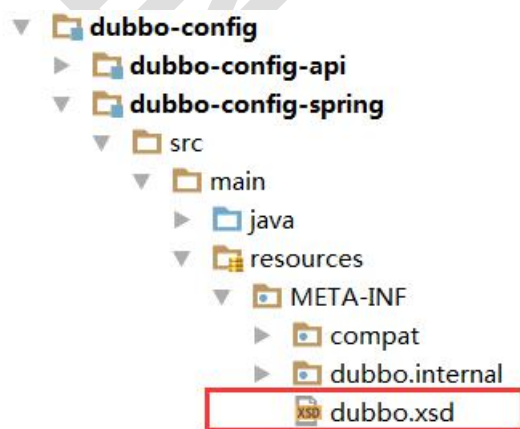 dubbo-config
dubbo-config-api
dubbo-config-spring
src
main
java
resources
META-INF
compat
dubbo.internal
XSD dubbo.xsd